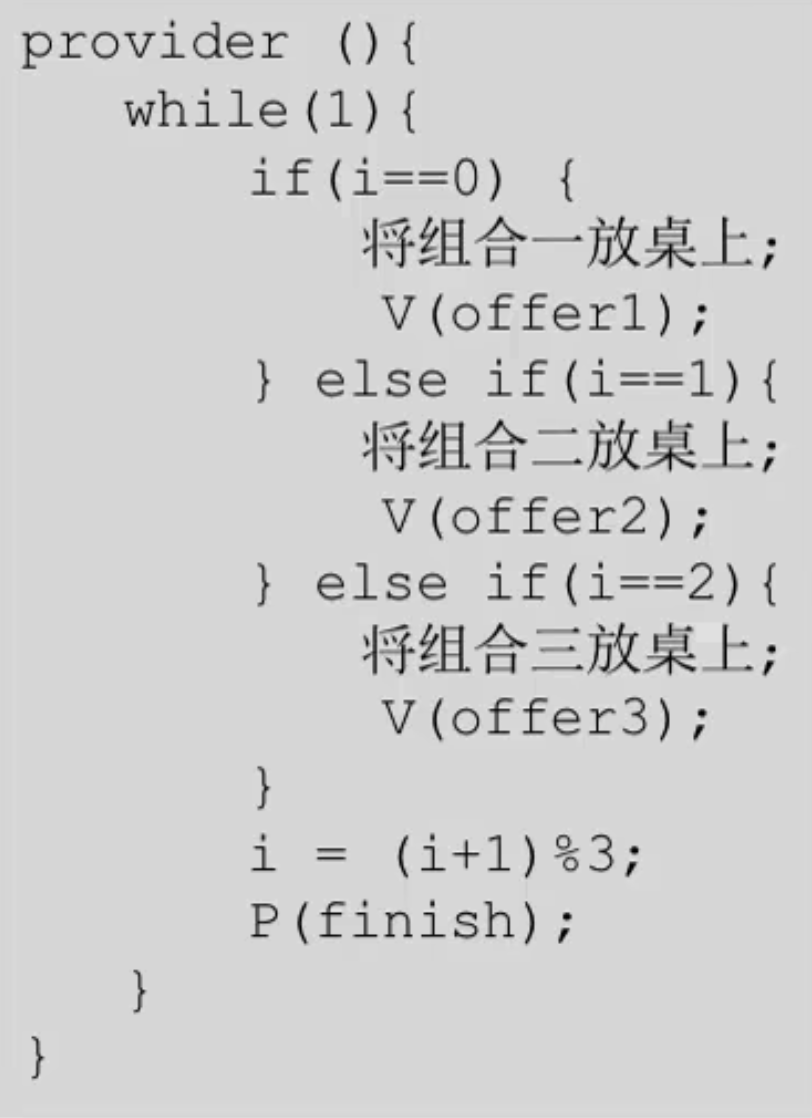 provider (){
while(1){
if(i==0) {
将组合一放桌上;
V(offer1);
} else if(i==1){
将组合二放桌上;
V(offer2);
} else if(i==2){
将组合三放桌上;
V(offer3);
}
i = (i+1)%3;
P(finish);
}
}